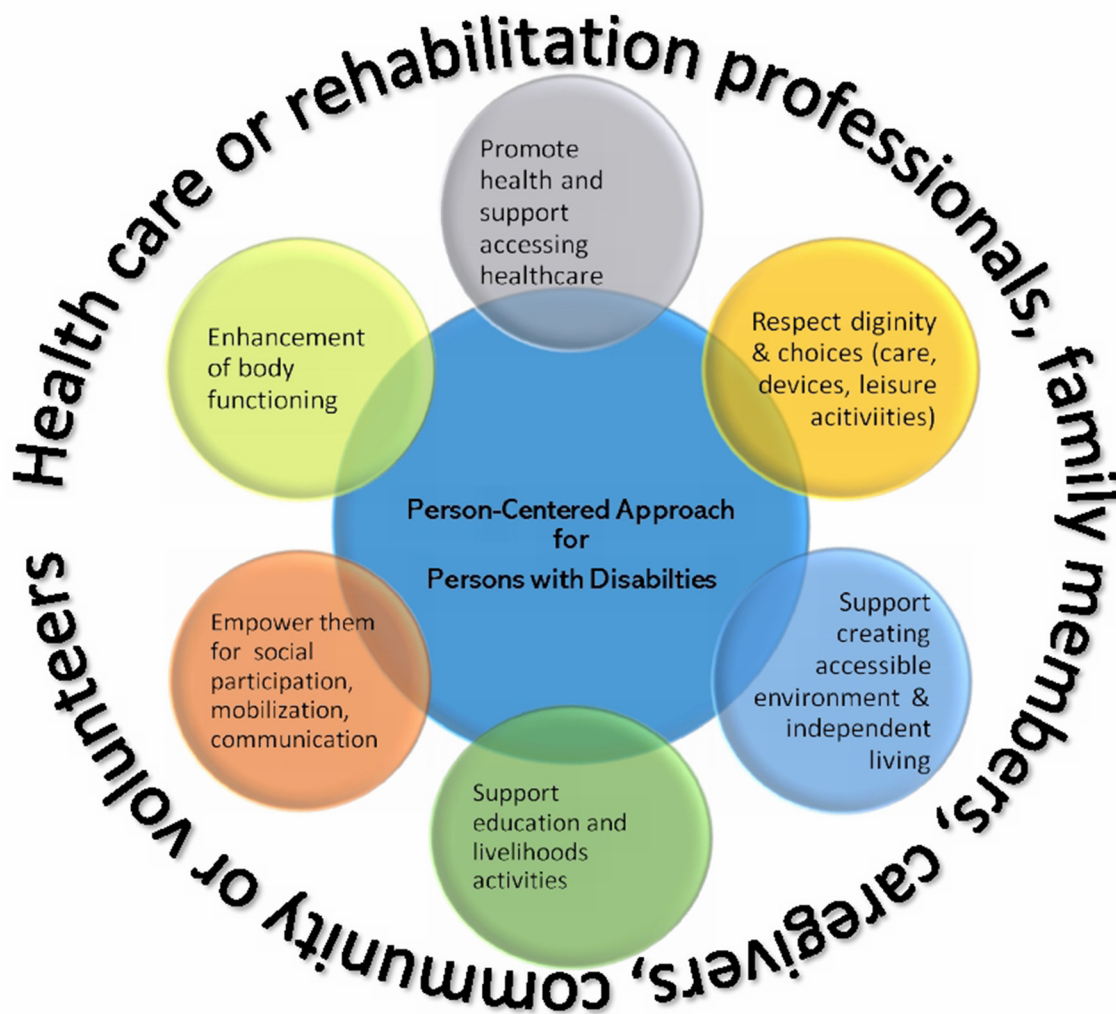 Health care or rehabilitation professionals, family members, caregivers, community or volunteers
Promote
health and
support
accessing
healthcare
Respect diginity
& choices (care,
devices, leisure
acitiviities)
Support
creating
accessible
environment &
independent
living
Support
education and
livelihoods
activities
Empower them
for social
participation,
mobilization,
communication
Enhancement
of body
functioning
Person-Centered Approach
for
Persons with Disabilties